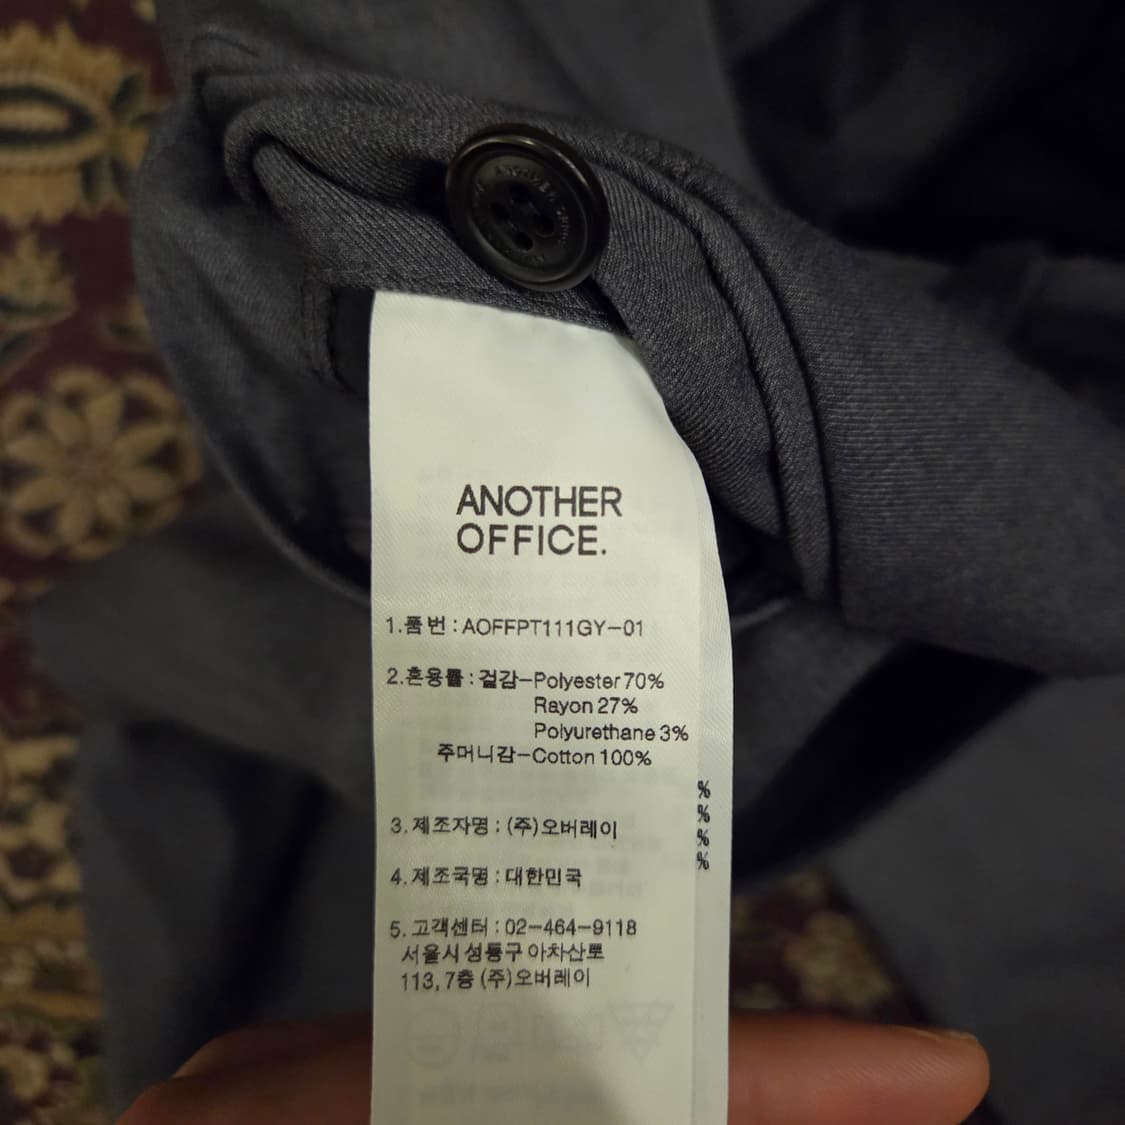 ANOTHER
ANOTHER
OFFICE.
1.품번 : AOFFPT111GY-01
2.혼용률 : 겉감-Polyester 70%
Rayon 27%
Polyurethane 3%
주머니감-Cotton 100%
%
%
%
%
3.제조자명 : (주)오버레이
4.제조국명 : 대한민국
5.고객센터 : 02-464-9118
서울시 성동구 아차산로
113, 7층 (주)오버레이